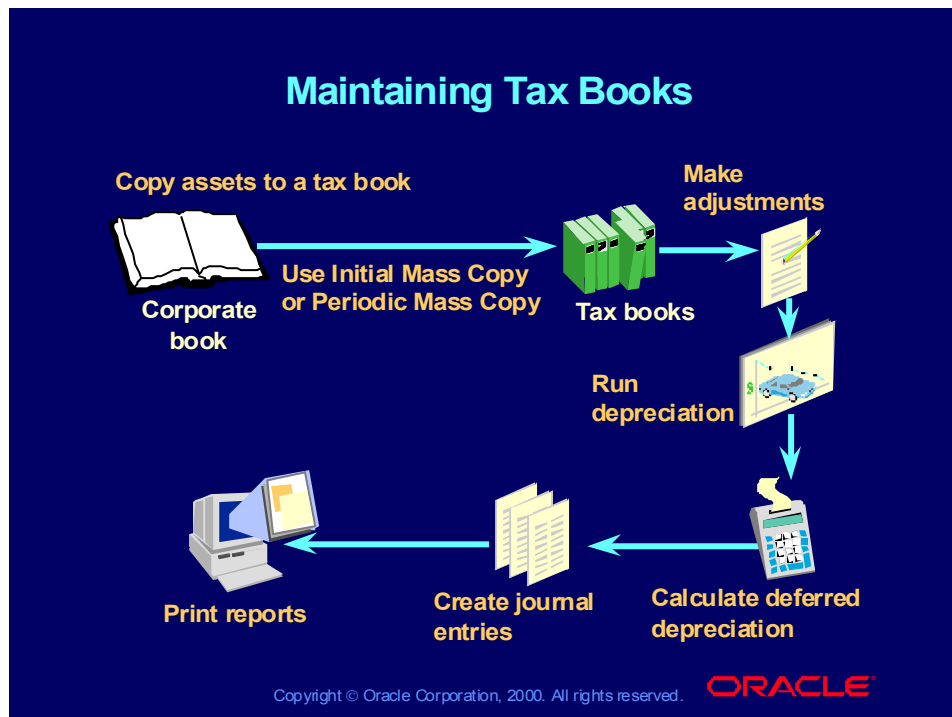 Maintaining Tax Books
Copy assets to a tax book
Make
adjustments
Use Initial Mass Copy
or Periodic Mass Copy
Corporate
book
Tax books
Run
depreciation
$
Calculate deferred
depreciation
Create journal
entries
Print reports
Copyright © Oracle Corporation, 2000. All rights reserved.
ORACLE®